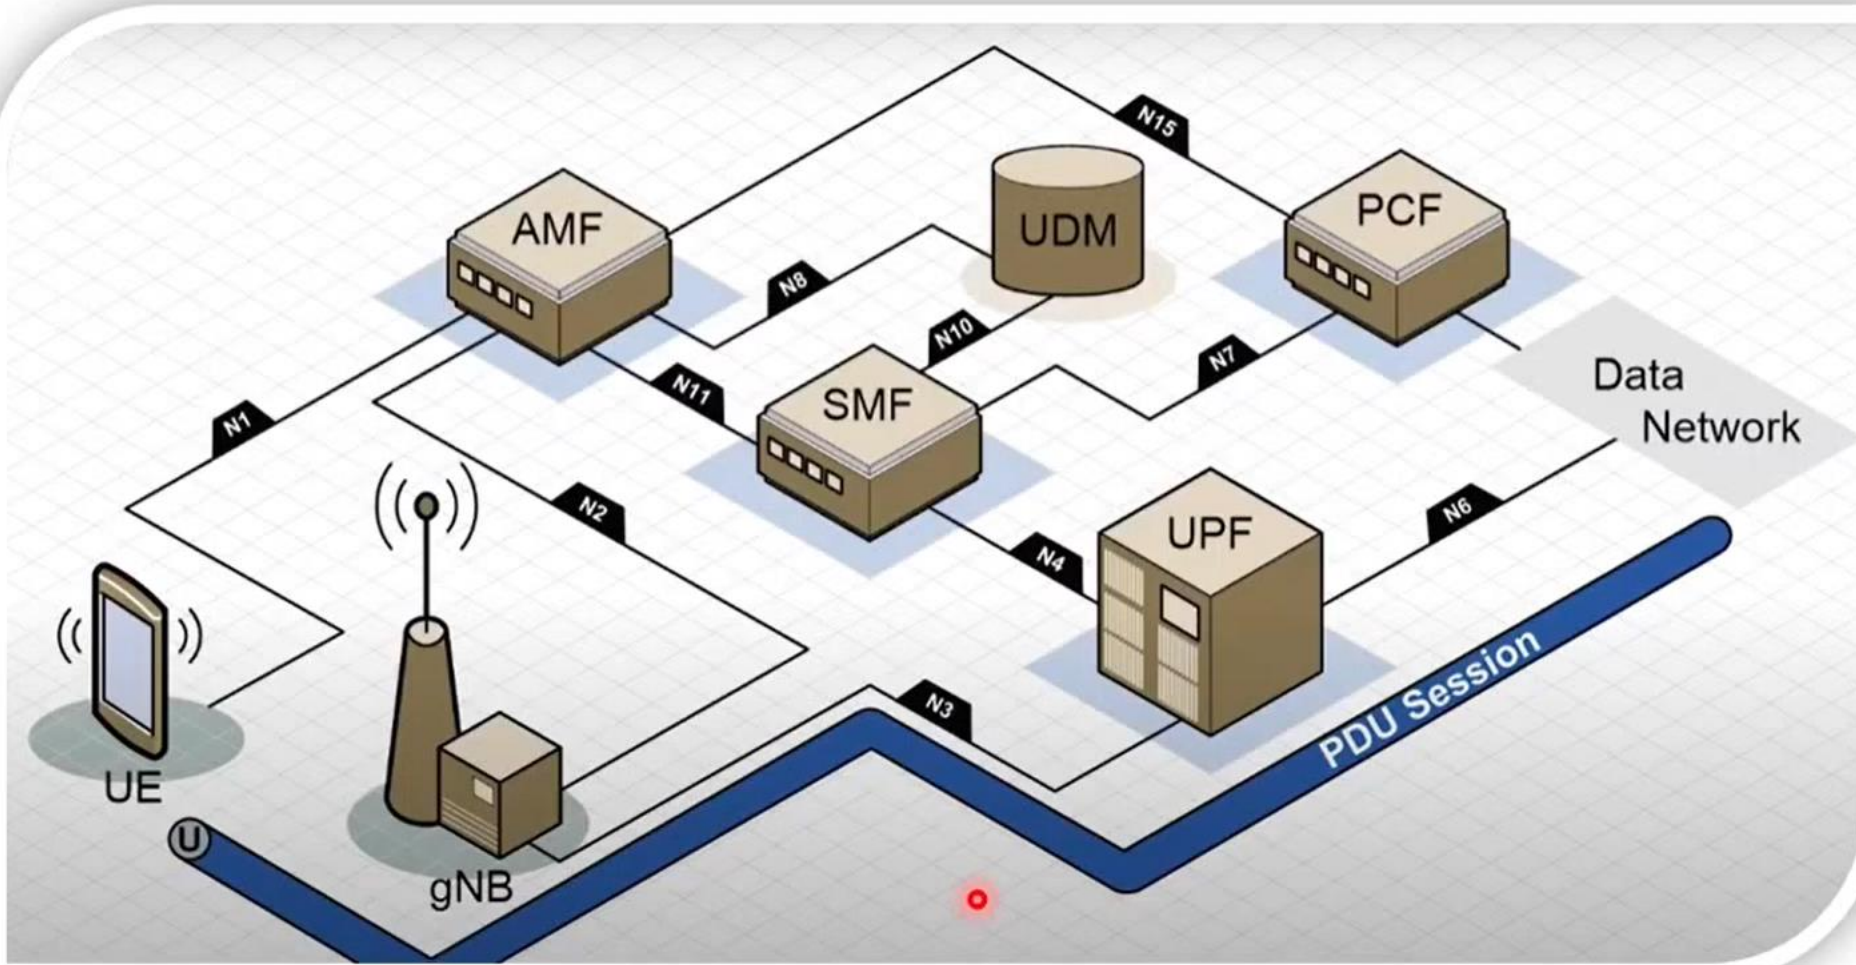 N15
AMF
UDM
PCF
N8
N10
N7
N11
SMF
Data
Network
N1
N2
N4
UPF
N6
N3
PDU Session
UE
U
gNB